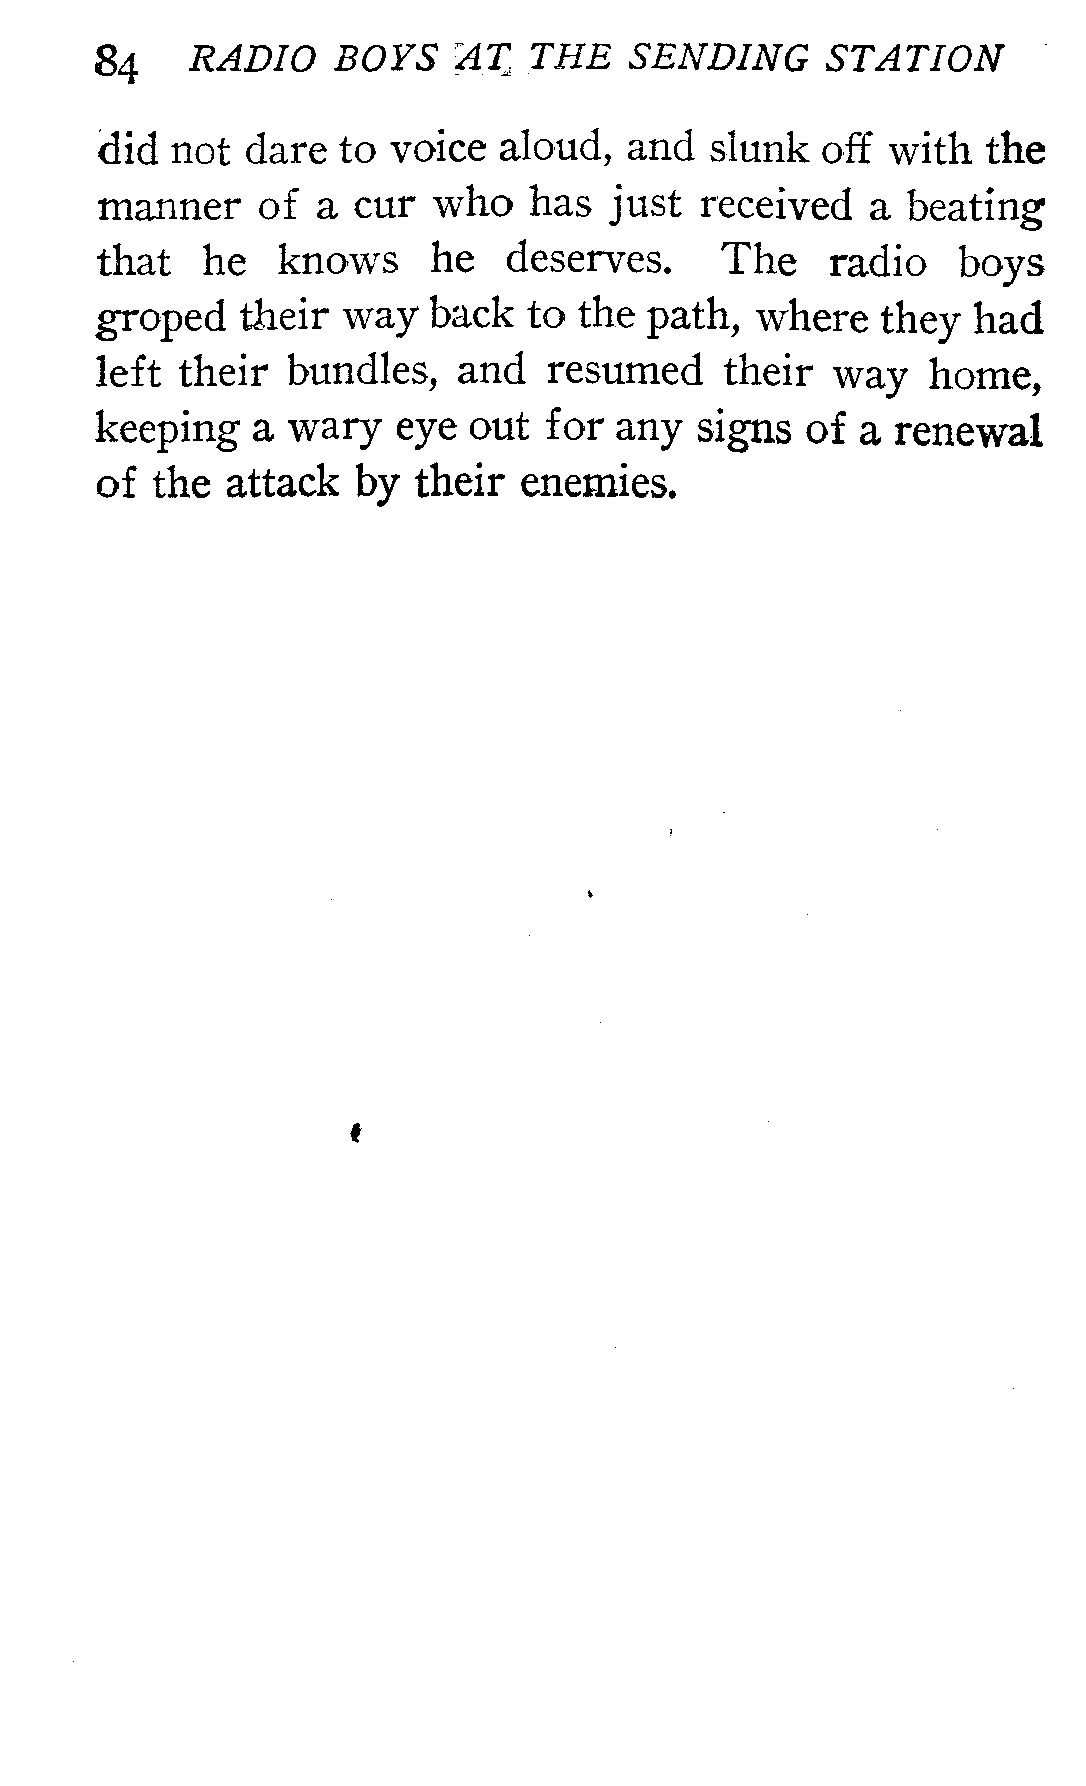 84 RADIO BOYS AT THE SENDING STATION
did not dare to voice aloud, and slunk off with the
manner of a cur who has just received a beating
that he knows he deserves. The radio boys
groped their way back to the path, where they had
left their bundles, and resumed their way home,
keeping a wary eye out for any signs of a renewal
of the attack by their enemies.